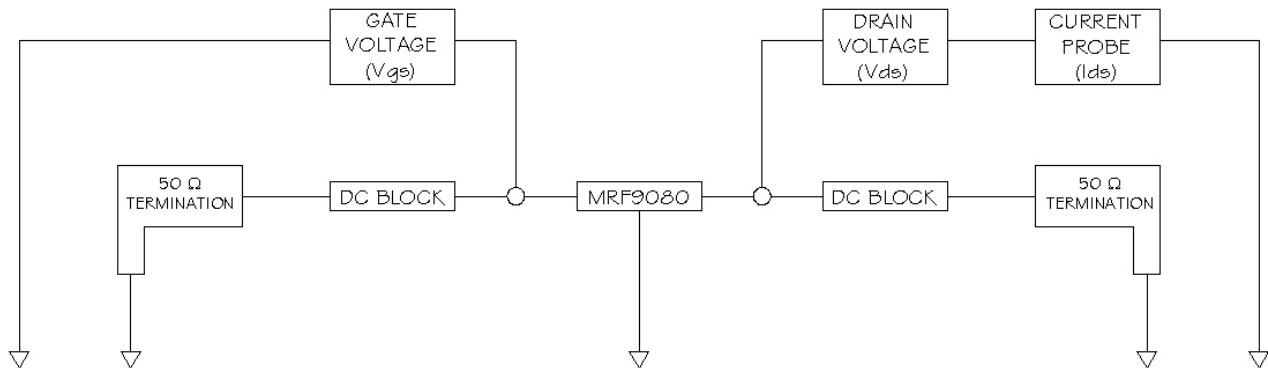 GATE
VOLTAGE
(Vgs)
DRAIN
VOLTAGE
(Vds)
CURRENT
PROBE
(Ids)
50 Ω
TERMINATION
DC BLOCK
MRF9080
DC BLOCK
50 Ω
TERMINATION